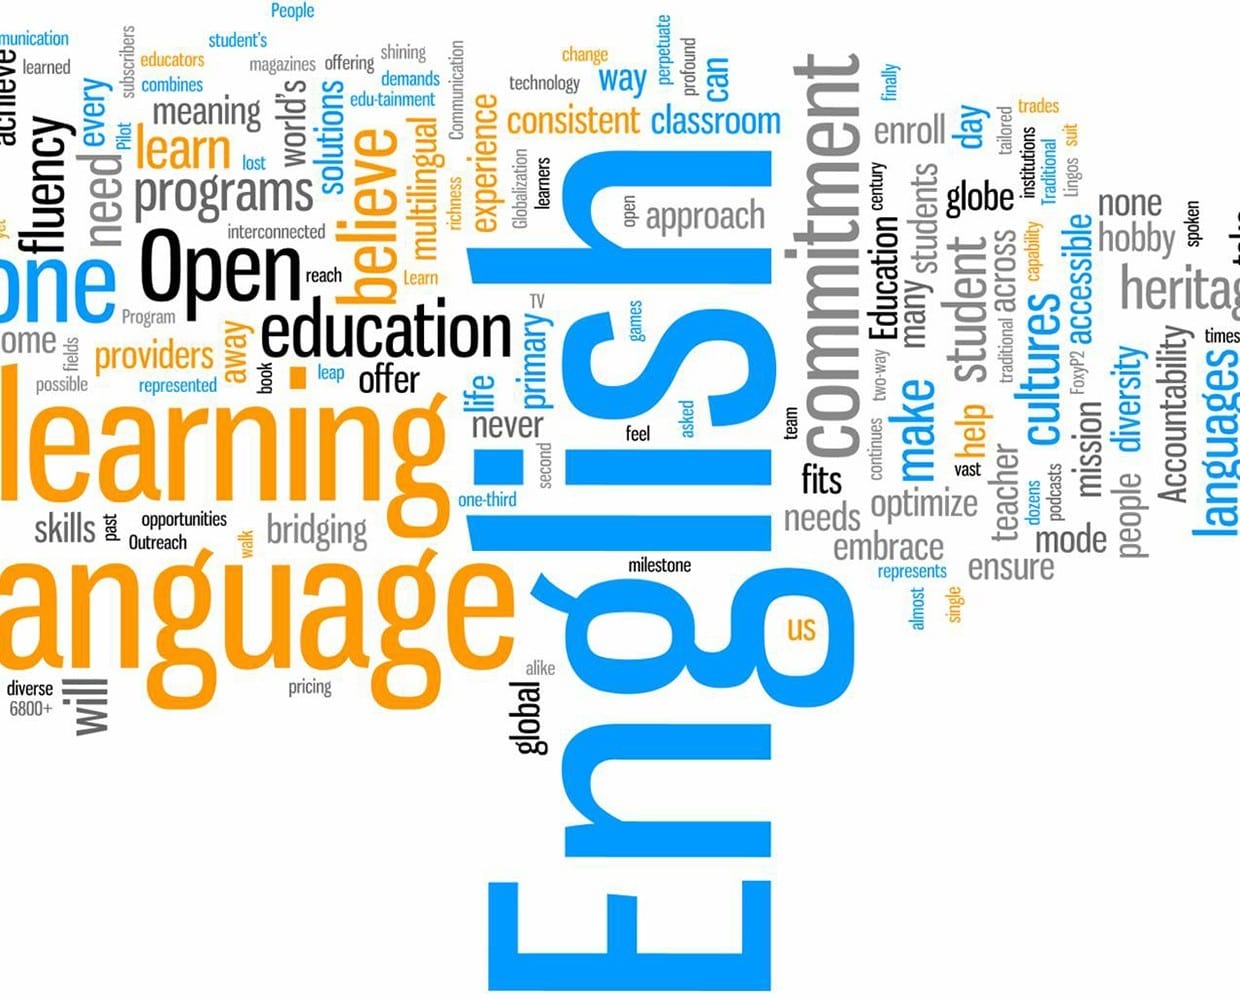 People
munication
student's
subscribers
educators
learned
magazines
offering
shining
achieve
combines
demands
edu-tainment
Communication
every
meaning
world's
solutions
Pilot
learn
lost
fluency
need
programs
believe
multilingual
richness
experience
yet
interconnected
one
Open
reach
Learn
Program
ome
fields
providers
away
education
possible
represented
book
leap
offer
learning
skills
past
opportunities
Outreach
walk
bridging
anguage
diverse
6800+
will
pricing
change
technology
way
perpetuate
profound
can
consistent
classroom
Globalization
learners
open
approach
TV
games
primary
life
never
feel
asked
second
one-third
English
milestone
us
alike
global
commitment
finally
enroll
day
tailored
trades
institutions
Traditional
suit
Lingos
century
students
globe
none
spoken
hobby
Education
many
student
across
capability
accessible
heritag
take
traditional
cultures
FoxyP2
times
two-way
make
diversity
Accountability
languages
team
continues
help
mission
fits
vast
teacher
podcasts
dozens
people
needs
optimize
mode
embrace
represents
ensure
almost
single